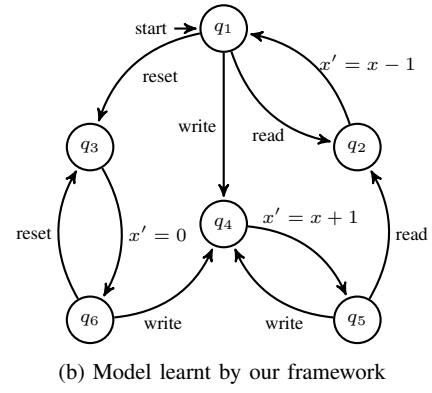 start q₁
x′ = x − 1
reset
write
read
q₃
q₂
q₄
x′ = x + 1
reset
x′ = 0
read
q₆
write
write
q₅
(b) Model learnt by our framework